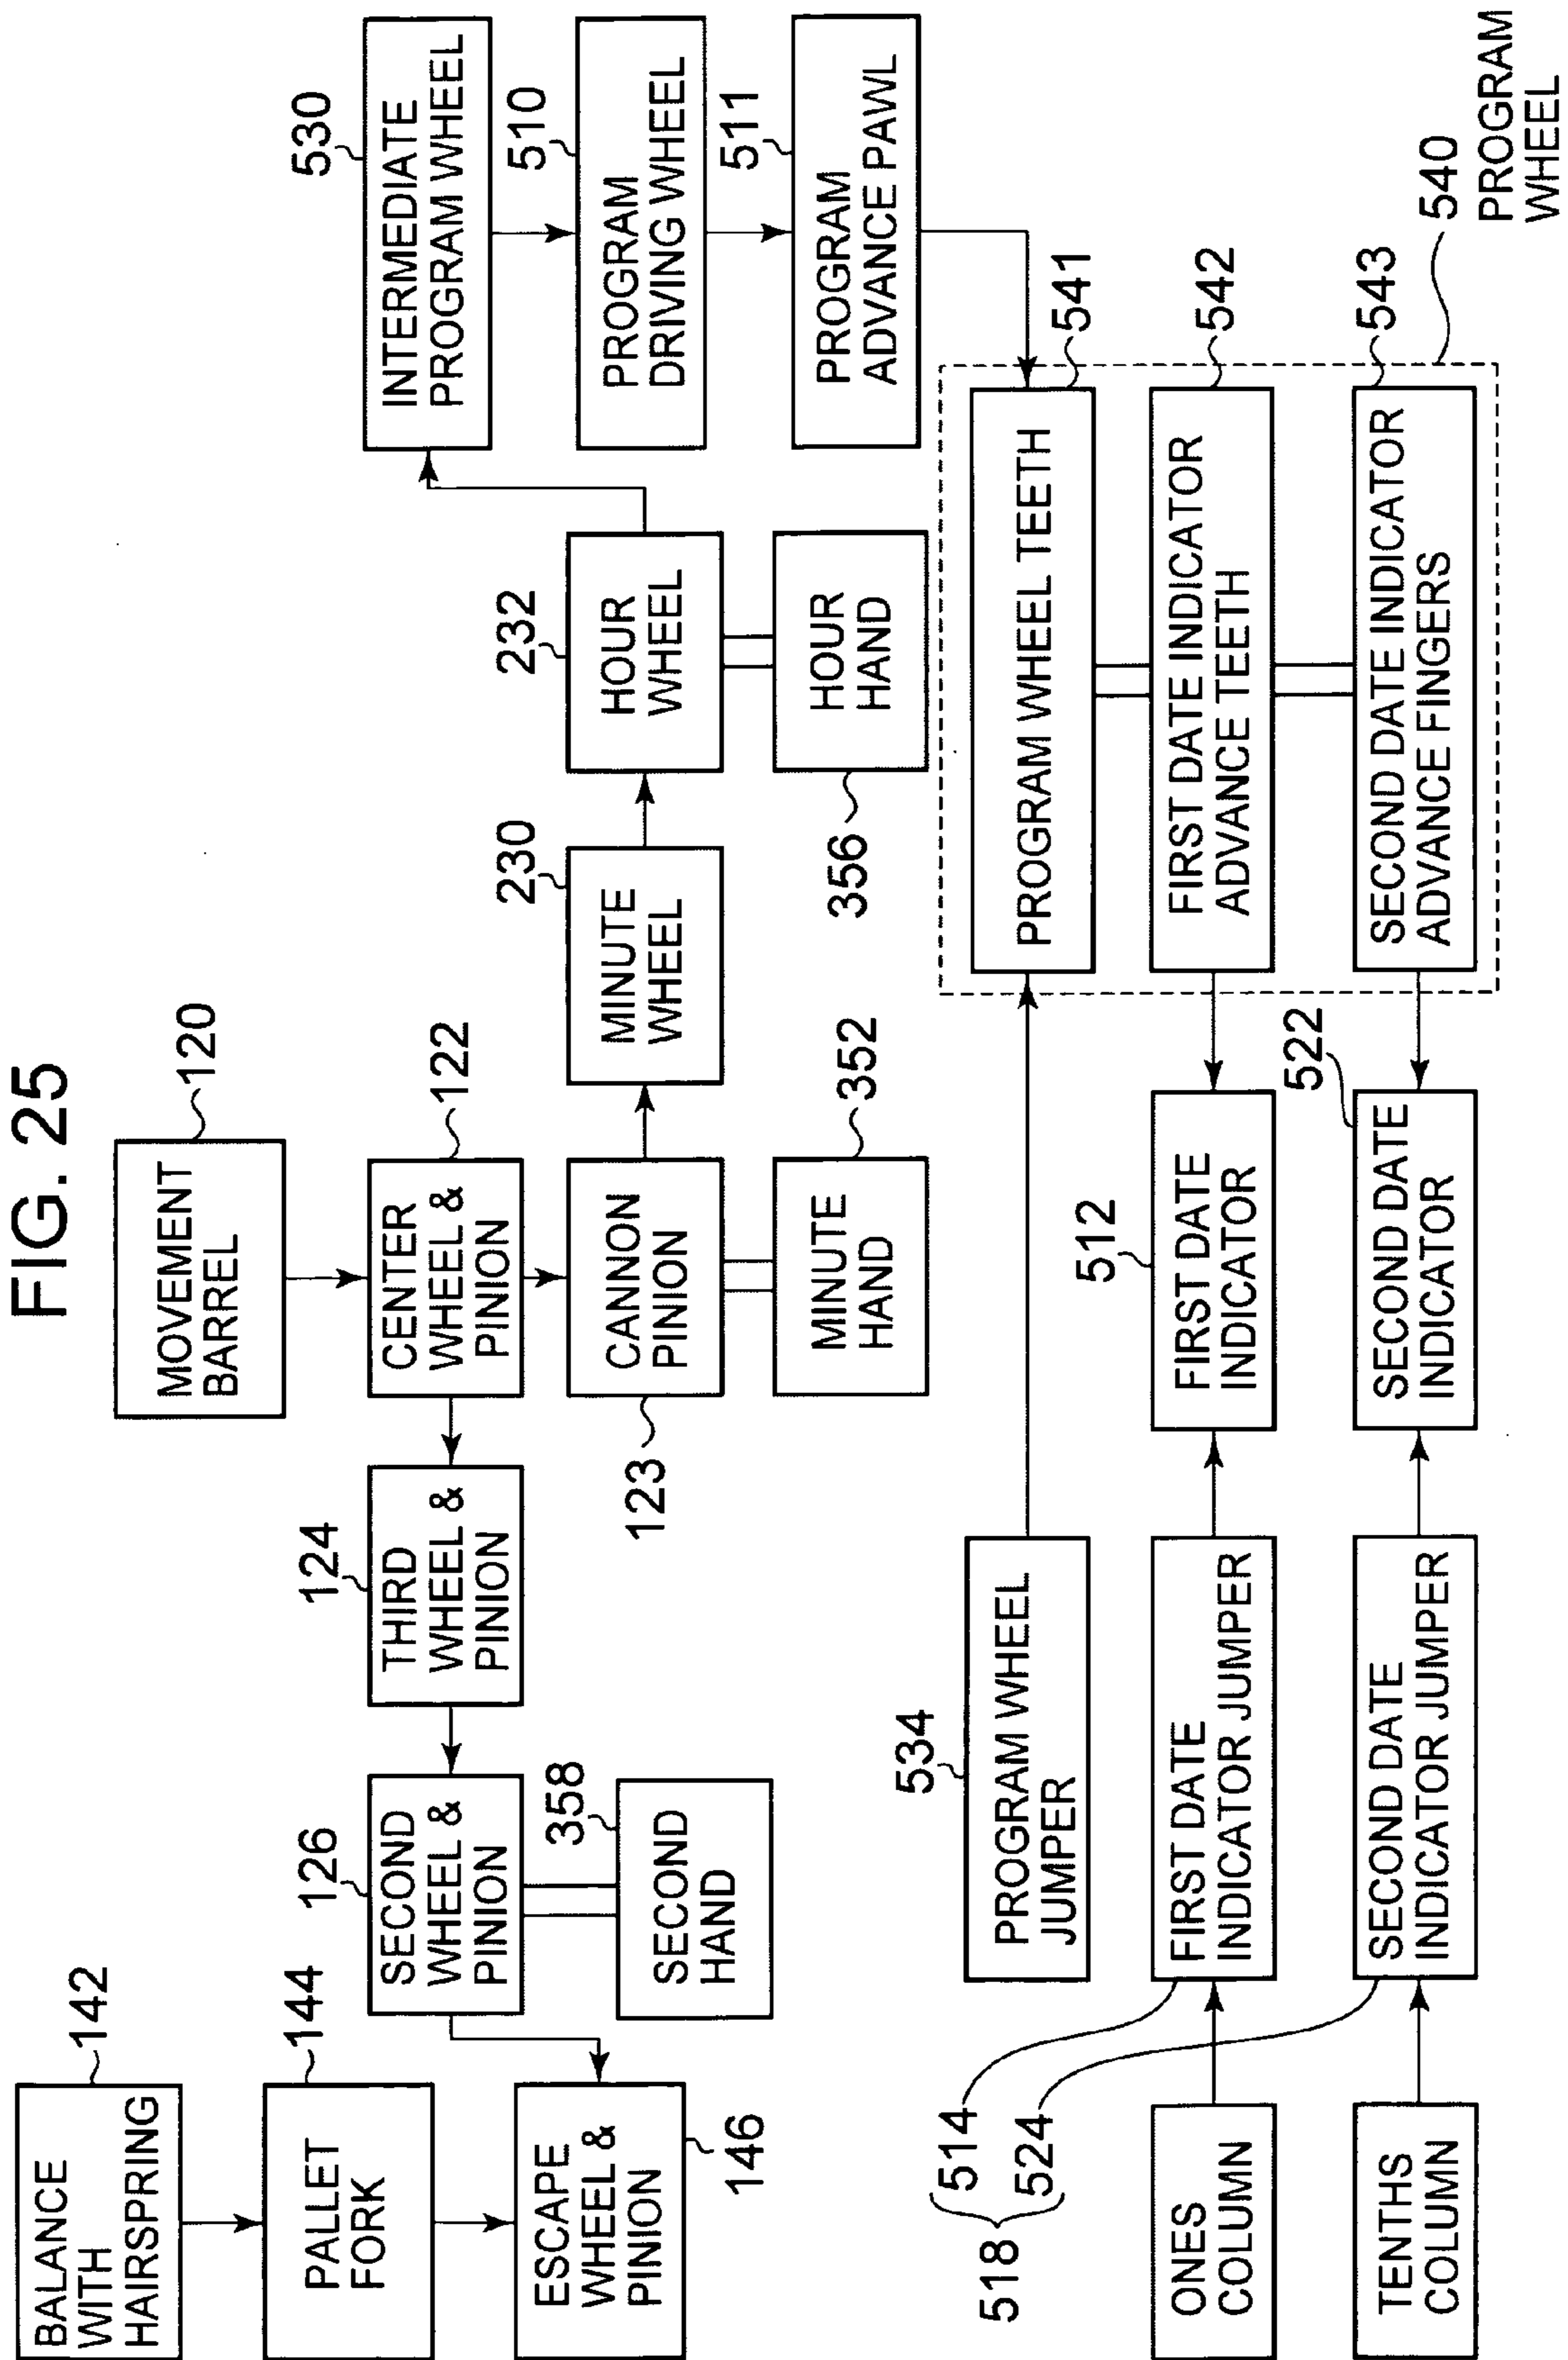 FIG. 25
BALANCE
WITH
HAIRSPRING
142
PALLET
FORK
144
ESCAPE
WHEEL &
PINION
146
SECOND
WHEEL &
PINION
126
SECOND
HAND
358
THIRD
WHEEL &
PINION
124
MOVEMENT
BARREL
120
CENTER
WHEEL &
PINION
122
CANNON
PINION
123
MINUTE
HAND
352
MINUTE
WHEEL
230
HOUR
WHEEL
232
HOUR
HAND
356
INTERMEDIATE
PROGRAM WHEEL
530
PROGRAM
DRIVING WHEEL
510
PROGRAM
ADVANCE PAWL
511
PROGRAM WHEEL
JUMPER
534
PROGRAM WHEEL TEETH
541
ONES
COLUMN
FIRST DATE
INDICATOR JUMPER
514
518
524
FIRST DATE
INDICATOR
512
FIRST DATE INDICATOR
ADVANCE TEETH
542
TENTHS
COLUMN
SECOND DATE
INDICATOR JUMPER
SECOND DATE
INDICATOR
522
SECOND DATE INDICATOR
ADVANCE FINGERS
543
540
PROGRAM
WHEEL